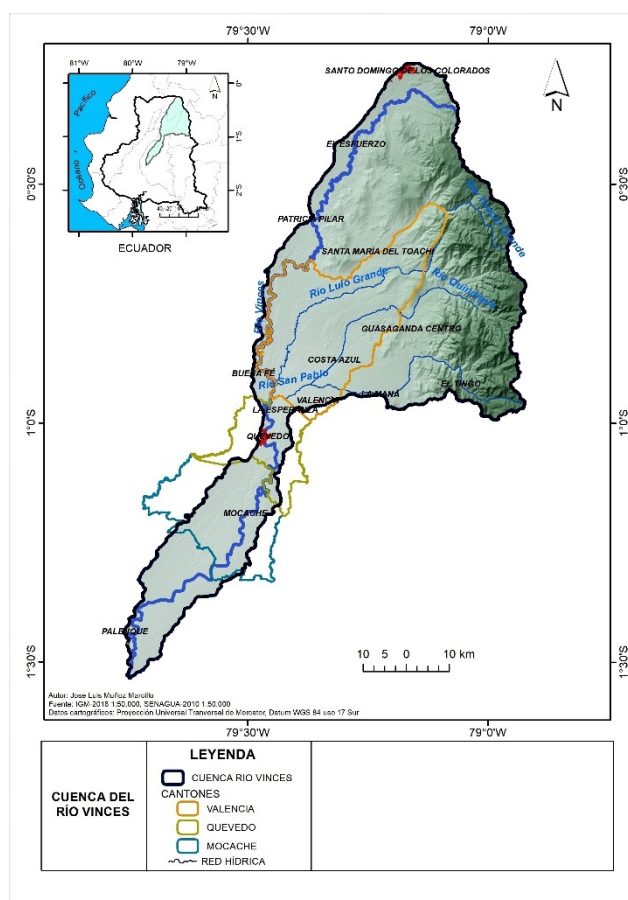 79°30'W
79°0'W
81°W
80°W
79°W
0°
1°S
2°S
Océano
Pacífico
N
ECUADOR
N
SANTO DOMINGO DE LOS COLORADOS
EL ESFUERZO
0°30'S
0°30'S
PATRICIA PILAR
SANTA MARIA DEL TOACHI
Grande
Río Lulo Grande
Río Quindigua
Río Vinces
GUASAGANDA CENTRO
COSTA AZUL
BUENA FÉ
Río San Pablo
EL TINGO
VALENCIA
LA MANÁ
LA ESPERANZA
1°0'S
1°0'S
QUEVEDO
MOCACHE
PALENQUE
1°30'S
1°30'S
10 5 0 10 km
Autor: Jose Luis Muñoz Marcillo
Fuente: IGM-2018 1:50.000, SENAGUA-2010 1:50.000
Datos cartográficos: Proyección Universal Tranversal de Mercator, Datum WGS 84 uso 17 Sur
79°30'W
79°0'W
CUENCA DEL
RÍO VINCES
LEYENDA
CUENCA RIO VINCES
CANTONES
VALENCIA
QUEVEDO
MOCACHE
RED HÍDRICA